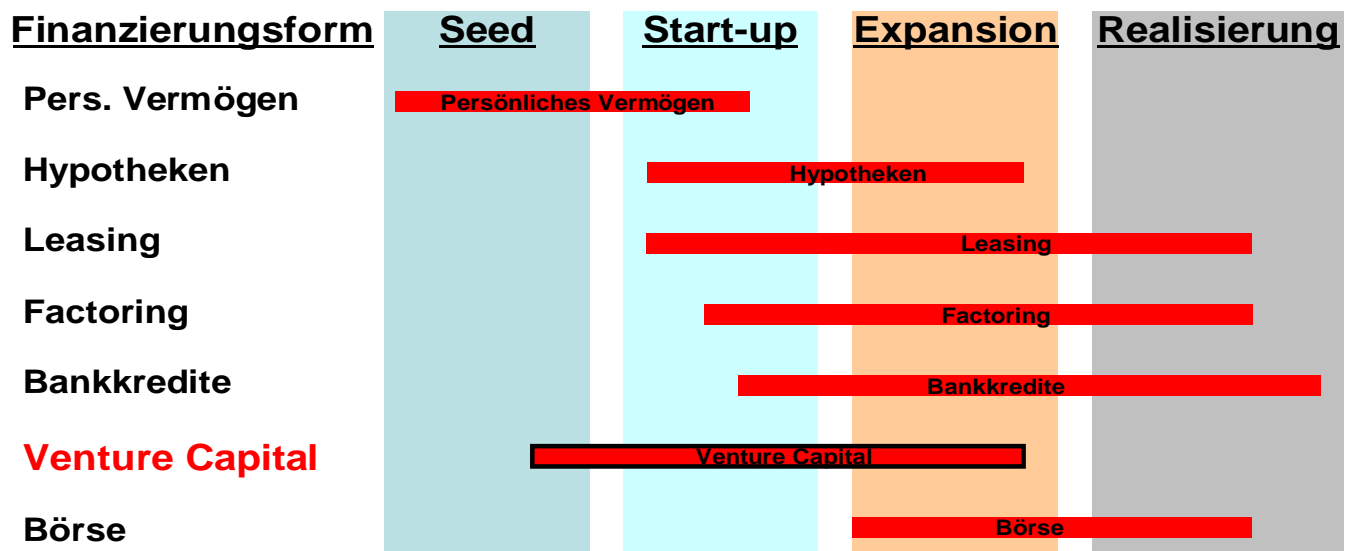 Finanzierungsform Seed Start-up Expansion Realisierung
Pers. Vermögen Persönliches Vermögen
Hypotheken Hypotheken
Leasing Leasing
Factoring Factoring
Bankkredite Bankkredite
Venture Capital Venture Capital
Börse Börse